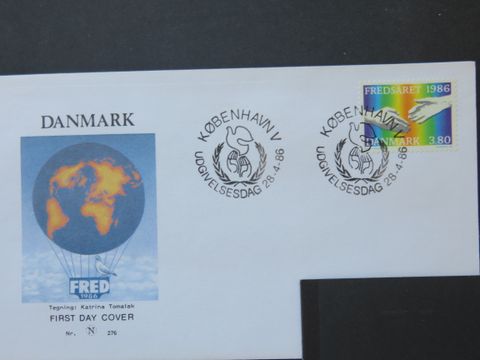 DANMARK
FRED
1986
Tegning: Katrine Tomalak
FIRST DAY COVER
Nr. N 276
KØBENHAVN V
UDGIVELSESDAG 28-4-86
KØBENHAVN V
UDGIVELSESDAG 28-4-86
FREDSÅRET 1986
DANMARK 3.80